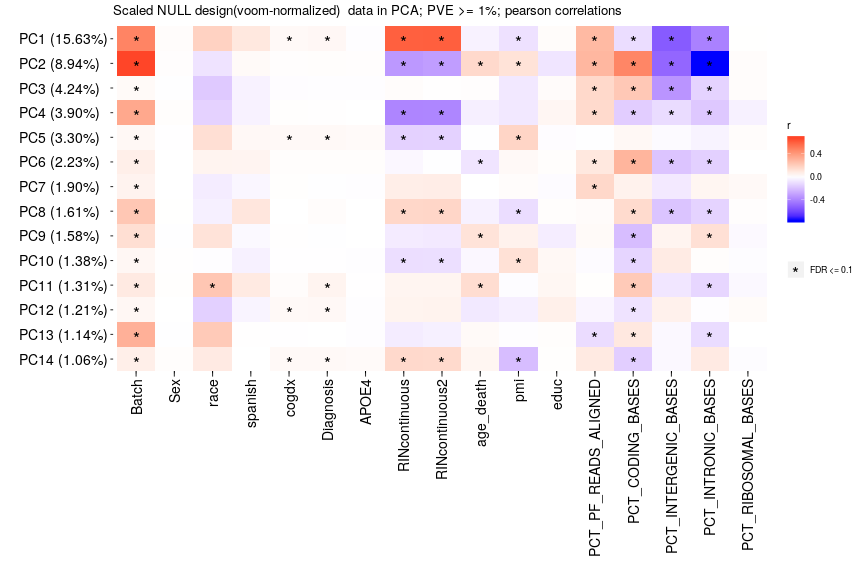 Scaled NULL design(voom-normalized)  data in PCA; PVE >= 1%; pearson correlations
PC1 (15.63%)
PC2 (8.94%)
PC3 (4.24%)
PC4 (3.90%)
PC5 (3.30%)
PC6 (2.23%)
PC7 (1.90%)
PC8 (1.61%)
PC9 (1.58%)
PC10 (1.38%)
PC11 (1.31%)
PC12 (1.21%)
PC13 (1.14%)
PC14 (1.06%)
Batch
Sex
race
spanish
cogdx
Diagnosis
APOE4
RINcontinuous
RINcontinuous2
age_death
pmi
educ
PCT_PF_READS_ALIGNED
PCT_CODING_BASES
PCT_INTERGENIC_BASES
PCT_INTRONIC_BASES
PCT_RIBOSOMAL_BASES
r
0.4
0.0
-0.4
* FDR <= 0.1